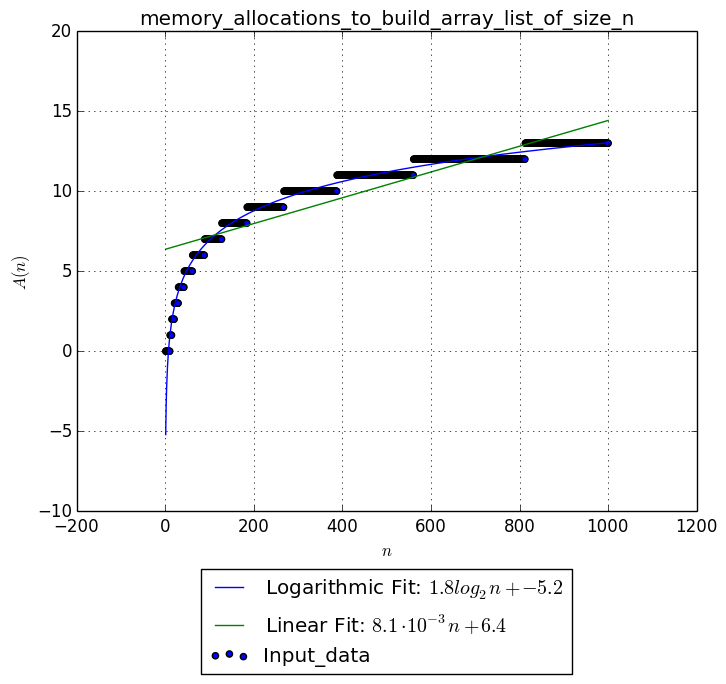 memory_allocations_to_build_array_list_of_size_n
20
15
10
5
0
−5
−10
A(n)
−200 0 200 400 600 800 1000 1200
n
Logarithmic Fit: 1.8log₂n+−5.2
Linear Fit: 8.1·10⁻³n+6.4
Input_data